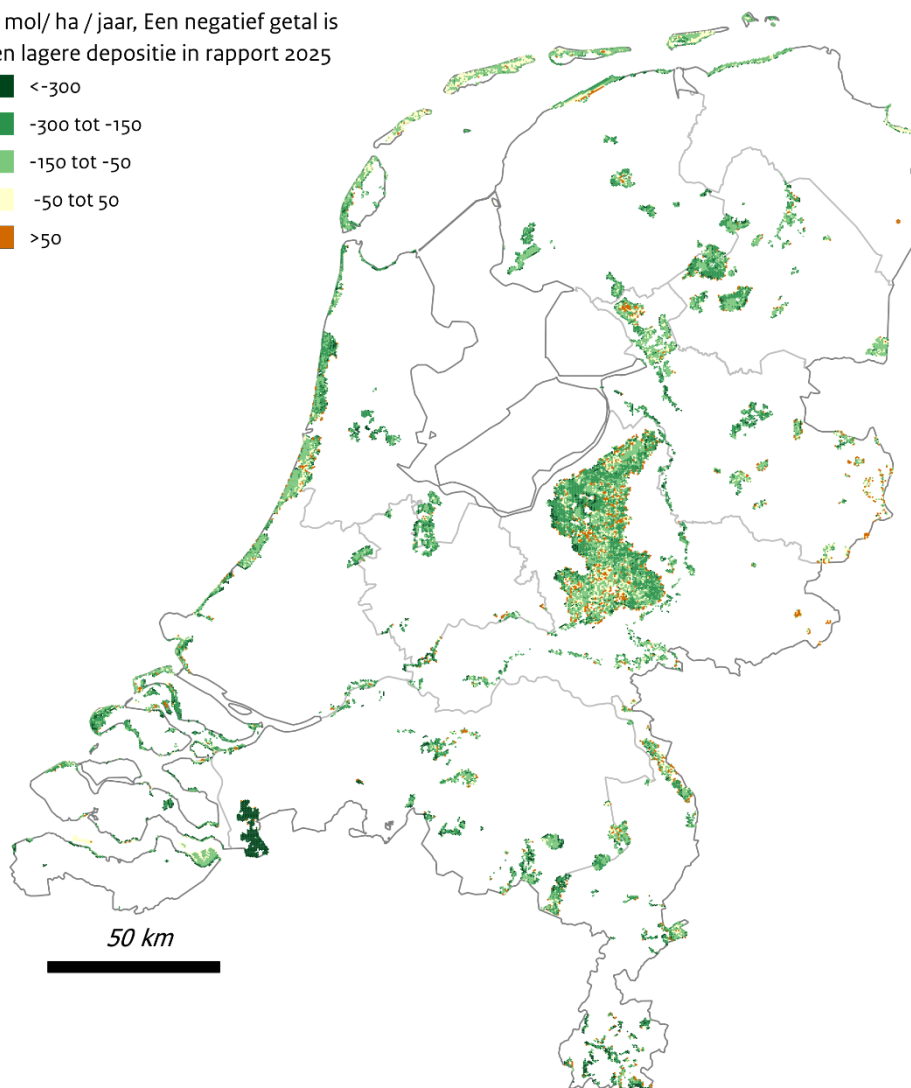 mol/ ha / jaar, Een negatief getal is
en lagere depositie in rapport 2025
<-300
-300 tot -150
-150 tot -50
-50 tot 50
>50
50 km